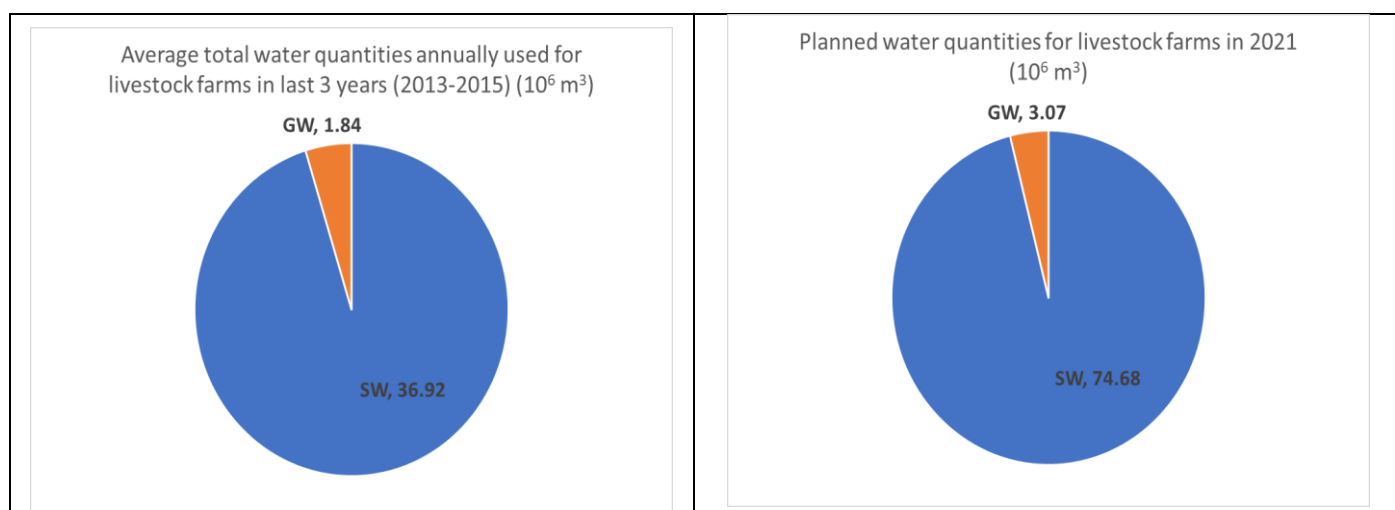 Average total water quantities annually used for
livestock farms in last 3 years (2013-2015) (10⁶ m³)
GW, 1.84
SW, 36.92
Planned water quantities for livestock farms in 2021
(10⁶ m³)
GW, 3.07
SW, 74.68